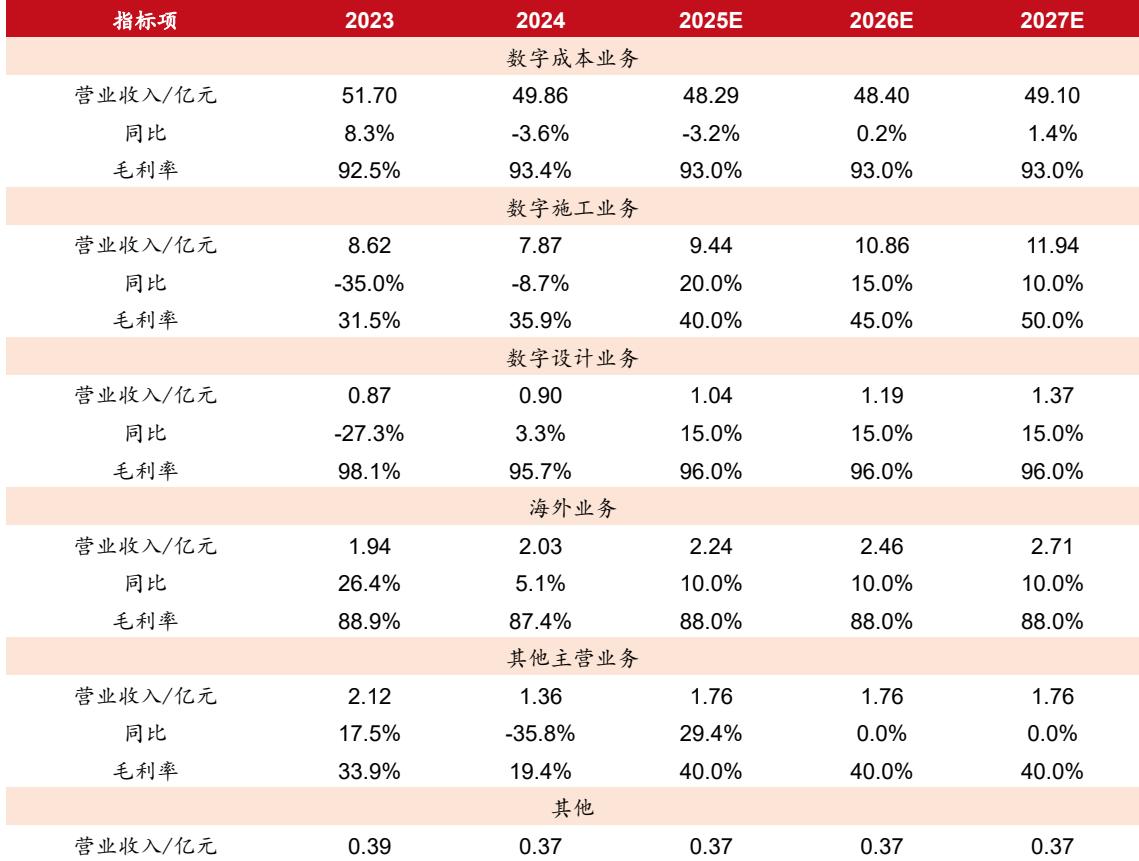 指标项 2023 2024 2025E 2026E 2027E
数字成本业务
营业收入/亿元 51.70 49.86 48.29 48.40 49.10
同比 8.3% -3.6% -3.2% 0.2% 1.4%
毛利率 92.5% 93.4% 93.0% 93.0% 93.0%
数字施工业务
营业收入/亿元 8.62 7.87 9.44 10.86 11.94
同比 -35.0% -8.7% 20.0% 15.0% 10.0%
毛利率 31.5% 35.9% 40.0% 45.0% 50.0%
数字设计业务
营业收入/亿元 0.87 0.90 1.04 1.19 1.37
同比 -27.3% 3.3% 15.0% 15.0% 15.0%
毛利率 98.1% 95.7% 96.0% 96.0% 96.0%
海外业务
营业收入/亿元 1.94 2.03 2.24 2.46 2.71
同比 26.4% 5.1% 10.0% 10.0% 10.0%
毛利率 88.9% 87.4% 88.0% 88.0% 88.0%
其他主营业务
营业收入/亿元 2.12 1.36 1.76 1.76 1.76
同比 17.5% -35.8% 29.4% 0.0% 0.0%
毛利率 33.9% 19.4% 40.0% 40.0% 40.0%
其他
营业收入/亿元 0.39 0.37 0.37 0.37 0.37